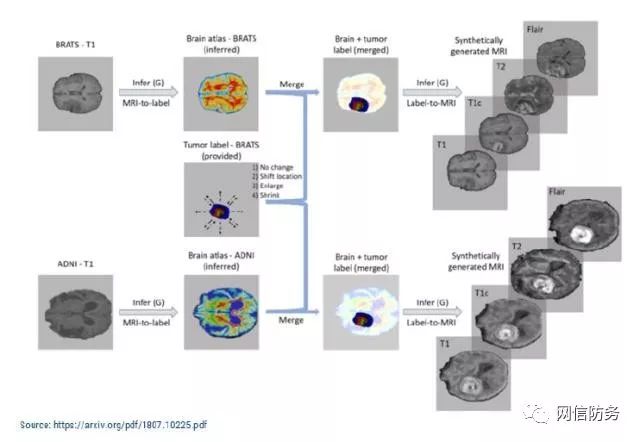 BRATS - T1
Infer (G)
MRI-to-label
Brain atlas - BRATS
(inferred)
Merge
Brain + tumor
label (merged)
Infer (G)
Label-to-MRI
Synthetically
generated MRI
Flair
T2
T1c
T1
Tumor label - BRATS
(provided)
1) No change
2) Shift location
3) Enlarge
4) Shrink
ADNI - T1
Infer (G)
MRI-to-label
Brain atlas - ADNI
(inferred)
Merge
Brain + tumor
label (merged)
Infer (G)
Label-to-MRI
Synthetically
generated MRI
Flair
T2
T1c
T1
Source: https://arxiv.org/pdf/1807.10225.pdf
网信防务